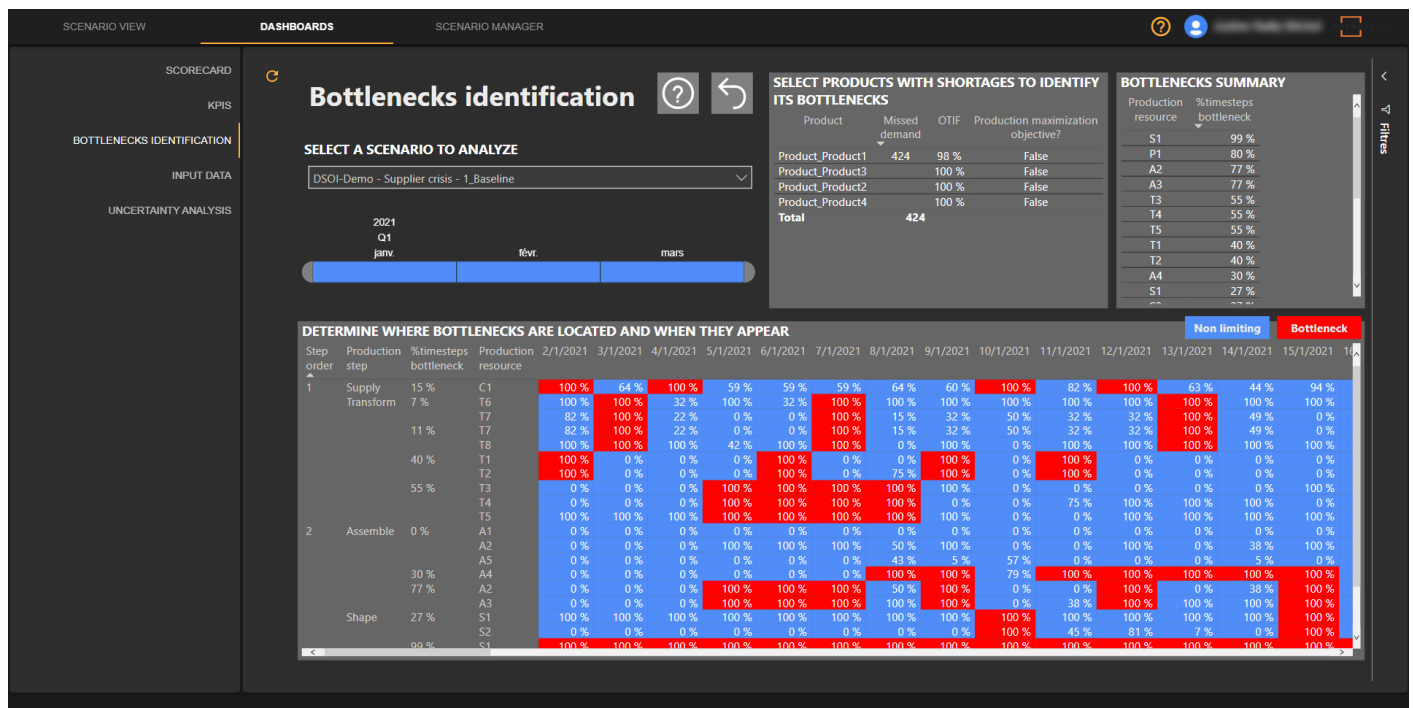 SCENARIO VIEW DASHBOARDS SCENARIO MANAGER
SCORECARD
KPIS
BOTTLENECKS IDENTIFICATION
INPUT DATA
UNCERTAINTY ANALYSIS
Bottlenecks identification
SELECT A SCENARIO TO ANALYZE
DSOI-Demo - Supplier crisis - 1_Baseline
2021
Q1
janv. févr. mars
SELECT PRODUCTS WITH SHORTAGES TO IDENTIFY
ITS BOTTLENECKS
Product Missed OTIF Production maximization
demand objective?
Product_Product1 424 98 % False
Product_Product3 100 % False
Product_Product2 100 % False
Product_Product4 100 % False
Total 424
BOTTLENECKS SUMMARY
Production %timesteps
resource bottleneck
S1 99 %
P1 80 %
A2 77 %
A3 77 %
T3 55 %
T4 55 %
T5 55 %
T1 40 %
T2 40 %
A4 30 %
S1 27 %
Filtres
DETERMINE WHERE BOTTLENECKS ARE LOCATED AND WHEN THEY APPEAR
Non limiting Bottleneck
Step Production %timesteps Production 2/1/2021 3/1/2021 4/1/2021 5/1/2021 6/1/2021 7/1/2021 8/1/2021 9/1/2021 10/1/2021 11/1/2021 12/1/2021 13/1/2021 14/1/2021 15/1/2021
order step bottleneck resource
1 Supply 15 % C1 100 % 64 % 100 % 59 % 59 % 59 % 64 % 60 % 100 % 82 % 100 % 63 % 44 % 94 %
Transform 7 % T6 100 % 100 % 32 % 100 % 32 % 100 % 100 % 100 % 100 % 100 % 100 % 100 % 100 % 100 %
T7 82 % 100 % 22 % 0 % 0 % 100 % 15 % 32 % 50 % 32 % 32 % 100 % 49 % 0 %
11 % T7 82 % 100 % 22 % 0 % 0 % 100 % 15 % 32 % 50 % 32 % 32 % 100 % 49 % 0 %
T8 100 % 100 % 100 % 42 % 100 % 100 % 0 % 100 % 0 % 100 % 100 % 100 % 100 % 100 %
40 % T1 100 % 0 % 0 % 0 % 100 % 0 % 0 % 100 % 0 % 100 % 0 % 0 % 0 % 0 %
T2 100 % 0 % 0 % 0 % 100 % 0 % 75 % 100 % 0 % 100 % 0 % 0 % 0 % 0 %
55 % T3 0 % 0 % 0 % 100 % 100 % 100 % 100 % 100 % 0 % 0 % 0 % 0 % 0 % 100 %
T4 0 % 0 % 0 % 100 % 100 % 100 % 100 % 0 % 0 % 75 % 100 % 100 % 100 % 0 %
T5 100 % 100 % 100 % 100 % 100 % 100 % 100 % 100 % 0 % 0 % 100 % 100 % 100 % 100 %
2 Assemble 0 % A1 0 % 0 % 0 % 0 % 0 % 0 % 0 % 0 % 0 % 0 % 0 % 0 % 0 % 0 %
A2 0 % 0 % 0 % 100 % 100 % 100 % 50 % 100 % 0 % 0 % 100 % 0 % 38 % 100 %
A5 0 % 0 % 0 % 0 % 0 % 0 % 43 % 5 % 57 % 0 % 0 % 0 % 5 % 0 %
30 % A4 0 % 0 % 0 % 0 % 0 % 0 % 100 % 100 % 79 % 100 % 100 % 100 % 100 % 100 %
77 % A2 0 % 0 % 0 % 100 % 100 % 100 % 50 % 100 % 0 % 0 % 100 % 0 % 38 % 100 %
A3 0 % 0 % 0 % 100 % 100 % 100 % 100 % 100 % 0 % 38 % 100 % 100 % 100 % 100 %
Shape 27 % S1 100 % 100 % 100 % 100 % 100 % 100 % 100 % 100 % 100 % 100 % 100 % 100 % 100 % 100 %
S2 0 % 0 % 0 % 0 % 0 % 0 % 0 % 0 % 100 % 45 % 81 % 7 % 0 % 100 %
99 % S1 100 % 100 % 100 % 100 % 100 % 100 % 100 % 100 % 100 % 100 % 100 % 100 % 100 % 100 %